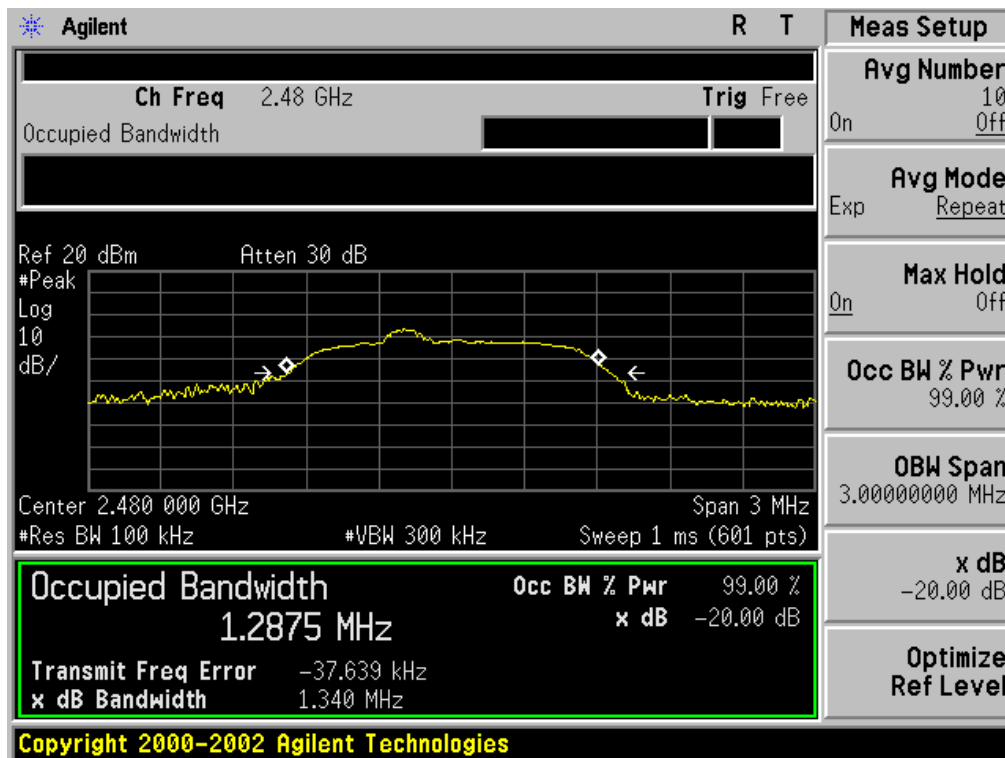 Agilent R T
Ch Freq 2.48 GHz Trig Free
Occupied Bandwidth
Ref 20 dBm Atten 30 dB
#Peak
Log
10
dB/
Center 2.480 000 GHz Span 3 MHz
#Res BW 100 kHz #VBW 300 kHz Sweep 1 ms (601 pts)
Occupied Bandwidth Occ BW % Pwr 99.00 %
1.2875 MHz x dB -20.00 dB
Transmit Freq Error -37.639 kHz
x dB Bandwidth 1.340 MHz
Copyright 2000-2002 Agilent Technologies
Meas Setup
Avg Number
10
On Off
Avg Mode
Exp Repeat
Max Hold
On Off
Occ BW % Pwr
99.00 %
OBW Span
3.00000000 MHz
x dB
-20.00 dB
Optimize
Ref Level